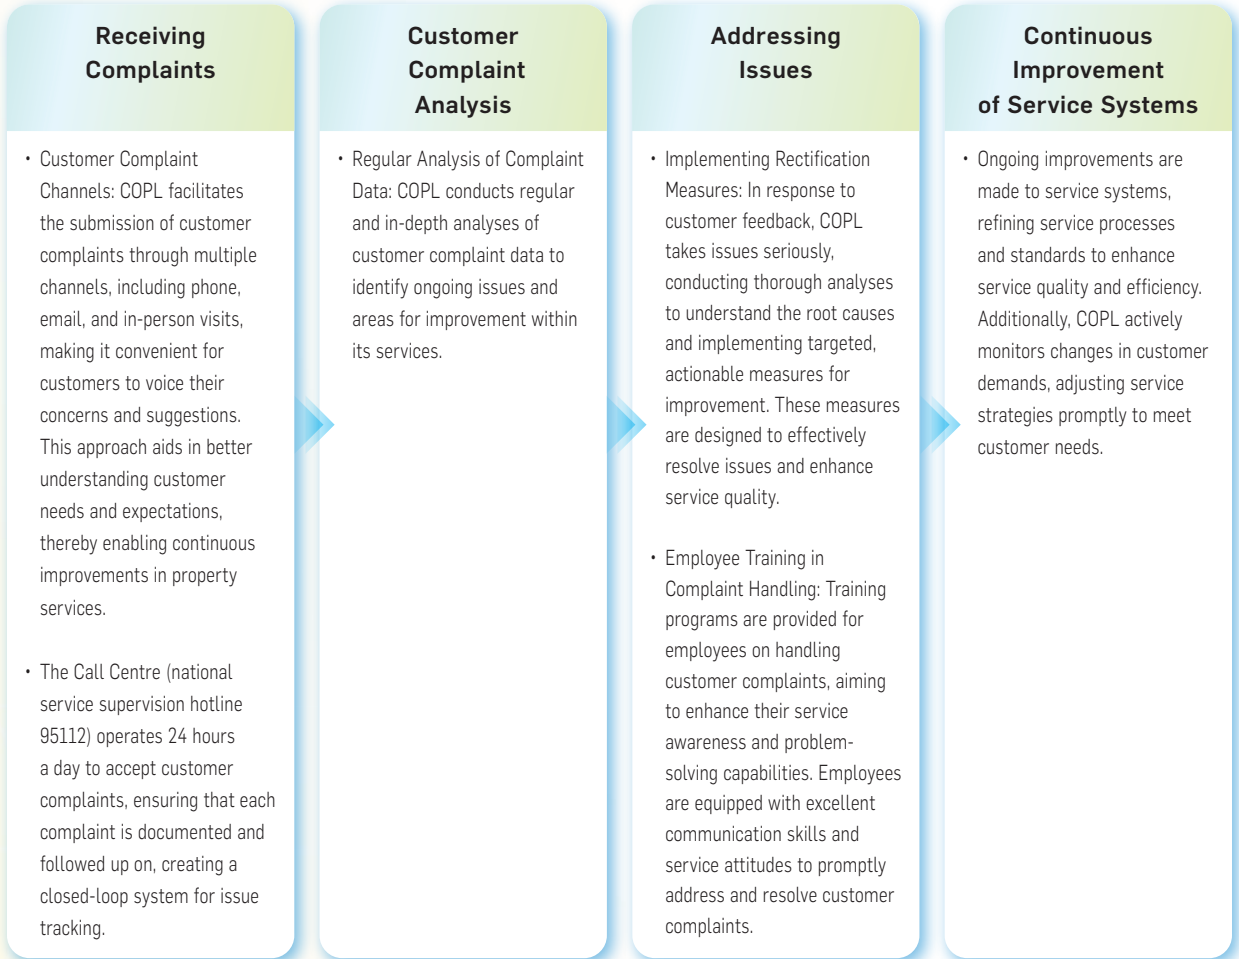 Receiving
Complaints
• Customer Complaint
Channels: COPL facilitates
the submission of customer
complaints through multiple
channels, including phone,
email, and in-person visits,
making it convenient for
customers to voice their
concerns and suggestions.
This approach aids in better
understanding customer
needs and expectations,
thereby enabling continuous
improvements in property
services.
• The Call Centre (national
service supervision hotline
95112) operates 24 hours
a day to accept customer
complaints, ensuring that each
complaint is documented and
followed up on, creating a
closed-loop system for issue
tracking.
Customer
Complaint
Analysis
• Regular Analysis of Complaint
Data: COPL conducts regular
and in-depth analyses of
customer complaint data to
identify ongoing issues and
areas for improvement within
its services.
Addressing
Issues
• Implementing Rectification
Measures: In response to
customer feedback, COPL
takes issues seriously,
conducting thorough analyses
to understand the root causes
and implementing targeted,
actionable measures for
improvement. These measures
are designed to effectively
resolve issues and enhance
service quality.
• Employee Training in
Complaint Handling: Training
programs are provided for
employees on handling
customer complaints, aiming
to enhance their service
awareness and problem-
solving capabilities. Employees
are equipped with excellent
communication skills and
service attitudes to promptly
address and resolve customer
complaints.
Continuous
Improvement
of Service Systems
• Ongoing improvements are
made to service systems,
refining service processes
and standards to enhance
service quality and efficiency.
Additionally, COPL actively
monitors changes in customer
demands, adjusting service
strategies promptly to meet
customer needs.